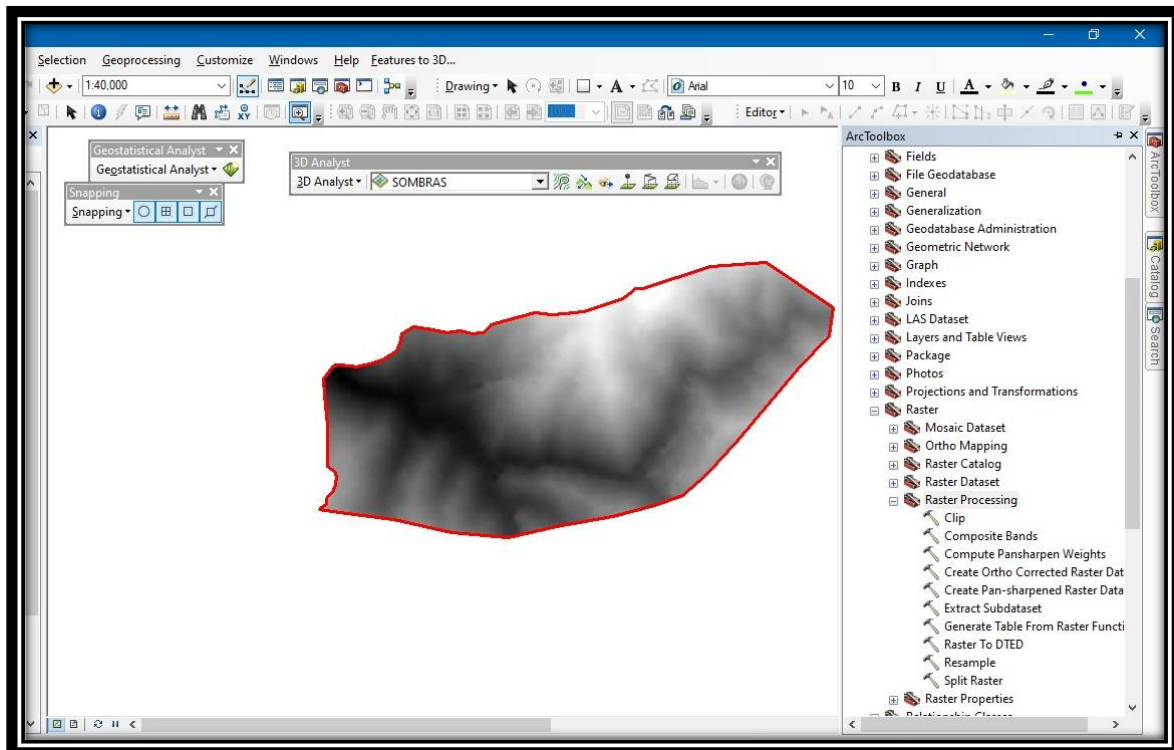 Selection Geoprocessing Customize Windows Help Features to 3D...
1:40,000 Drawing Arial 10 B I U A
Editor
ArcToolbox
Geostatistical Analyst
Geostatistical Analyst
Snapping
Snapping
3D Analyst
3D Analyst SOMBRAS
Fields
File Geodatabase
General
Generalization
Geodatabase Administration
Geometric Network
Graph
Indexes
Joins
LAS Dataset
Layers and Table Views
Package
Photos
Projections and Transformations
Raster
Mosaic Dataset
Ortho Mapping
Raster Catalog
Raster Dataset
Raster Processing
Clip
Composite Bands
Compute Pansharpen Weights
Create Ortho Corrected Raster Dat
Create Pan-sharpened Raster Data
Extract Subdataset
Generate Table From Raster Functi
Raster To DTED
Resample
Split Raster
Raster Properties
ArcToolbox
Catalog
Search